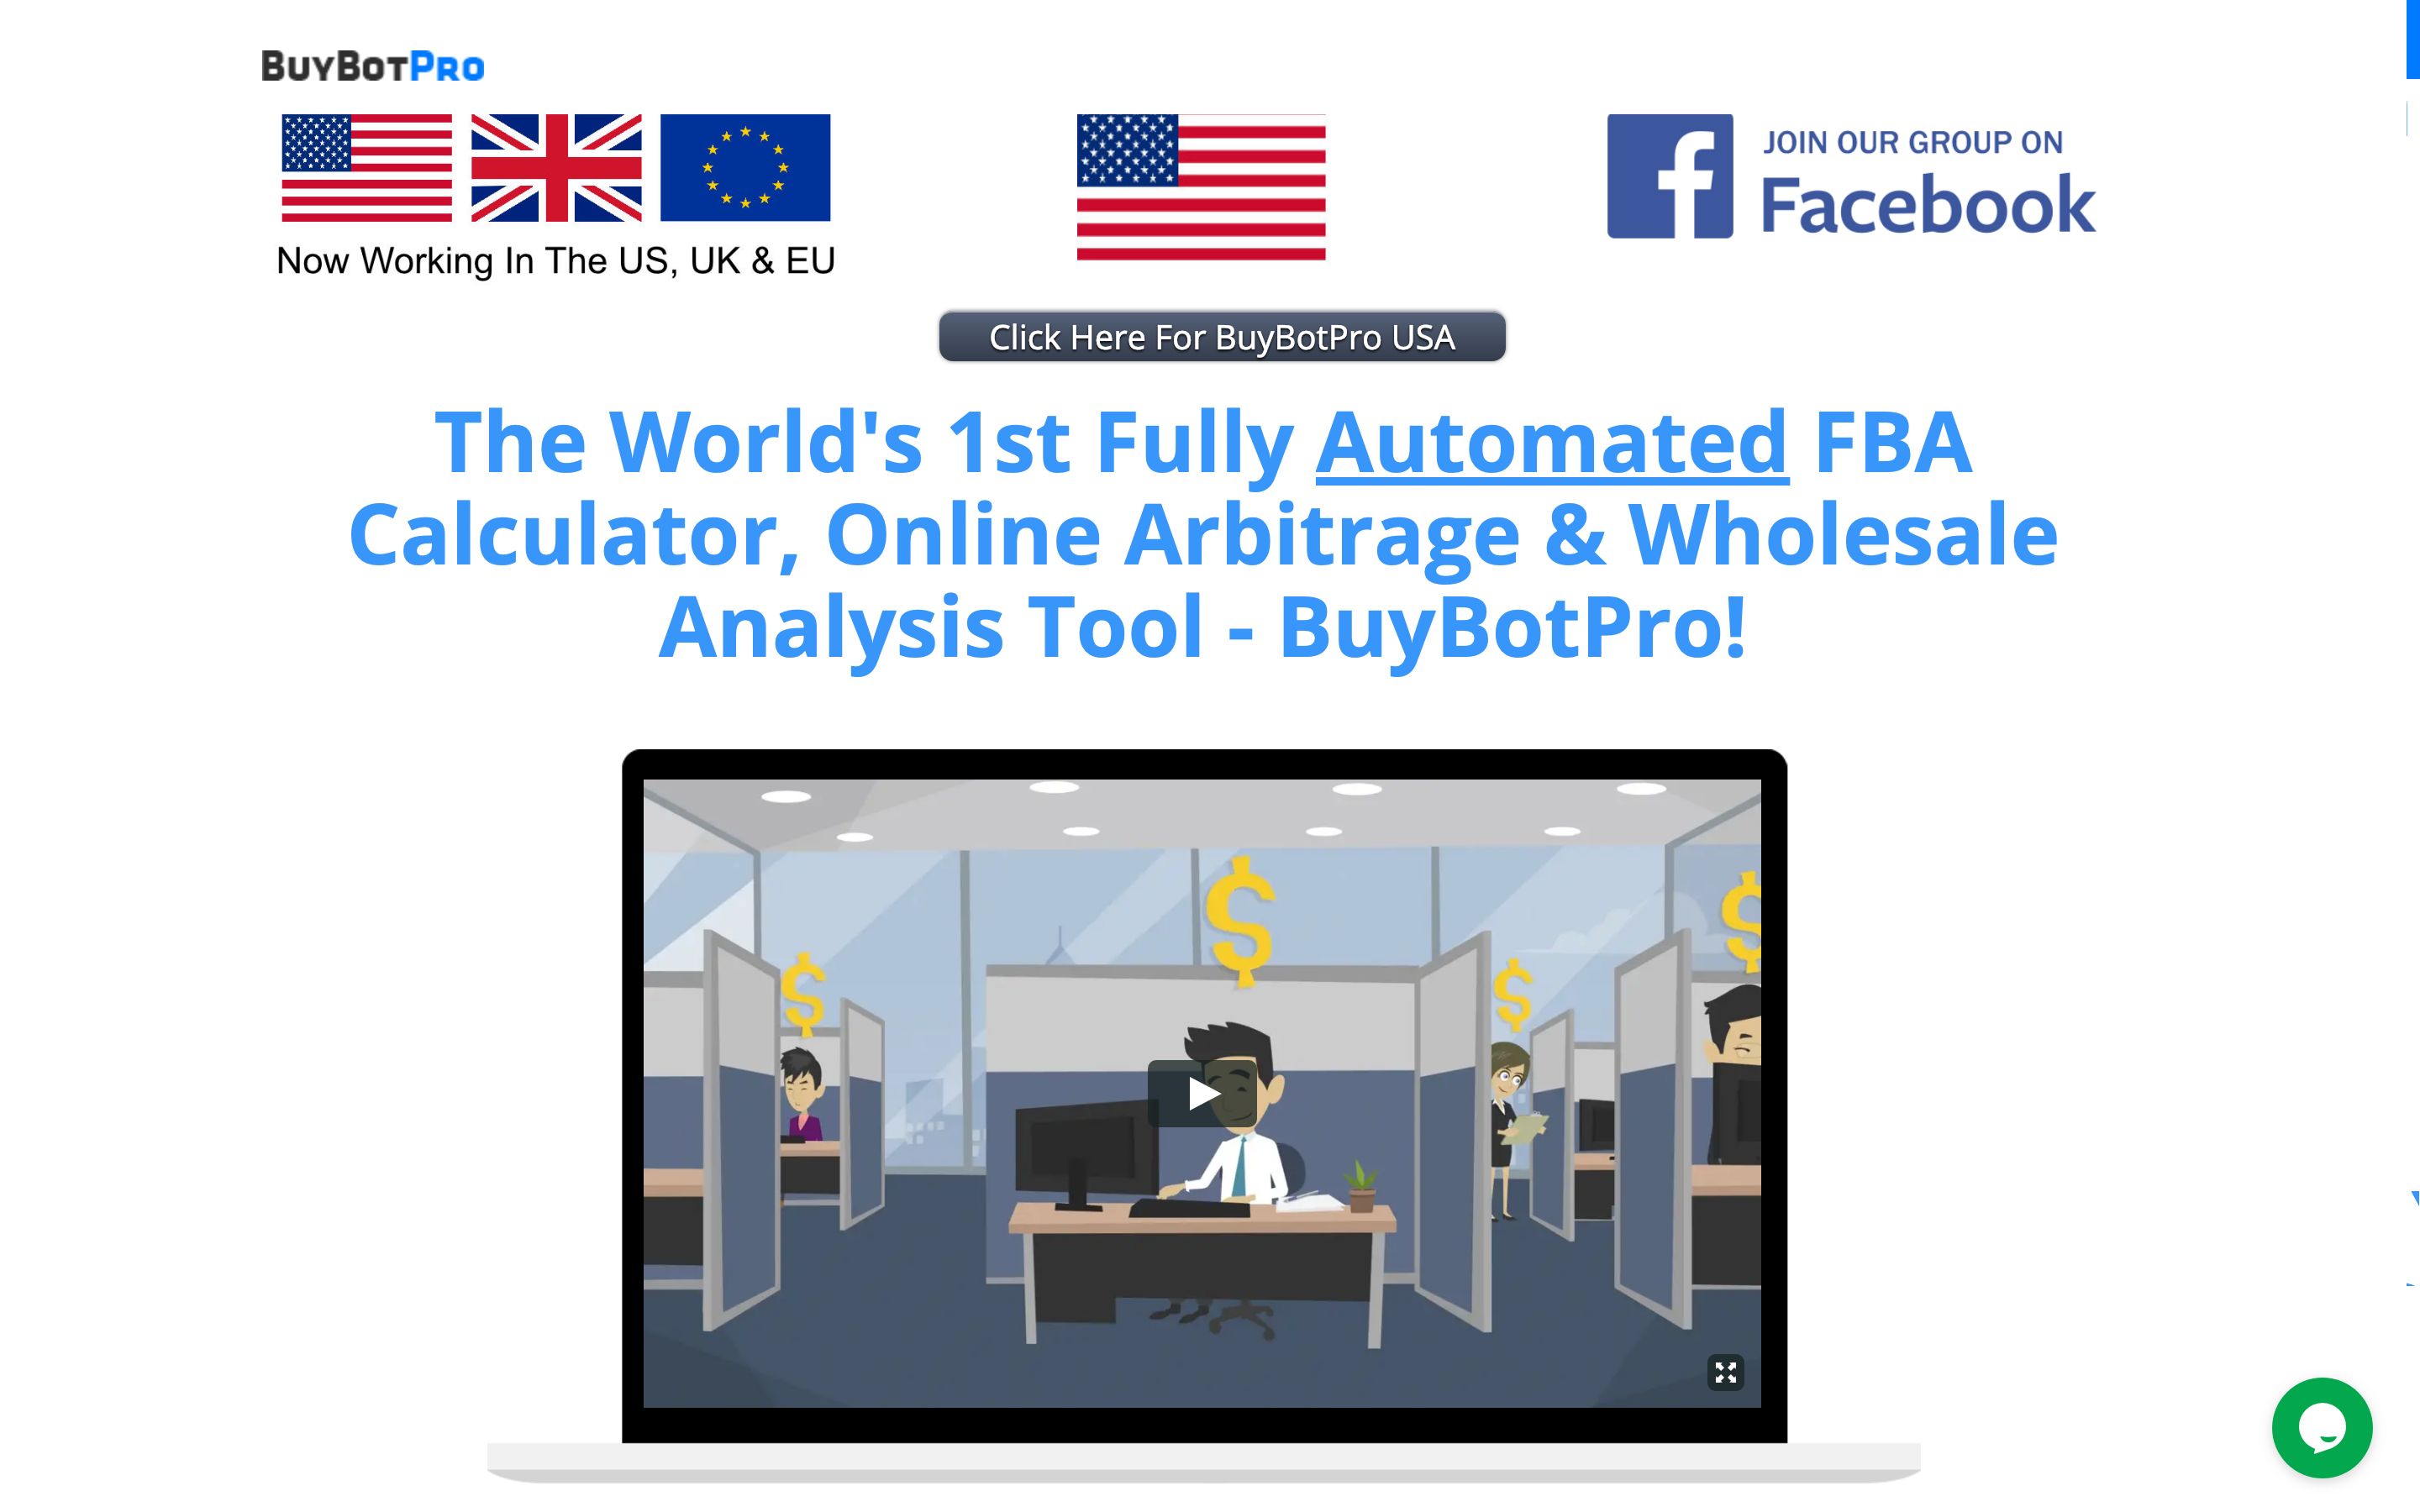 BUYBOTPRO
Now Working In The US, UK & EU
JOIN OUR GROUP ON
Facebook
Click Here For BuyBotPro USA
The World's 1st Fully Automated FBA
Calculator, Online Arbitrage & Wholesale
Analysis Tool - BuyBotPro!